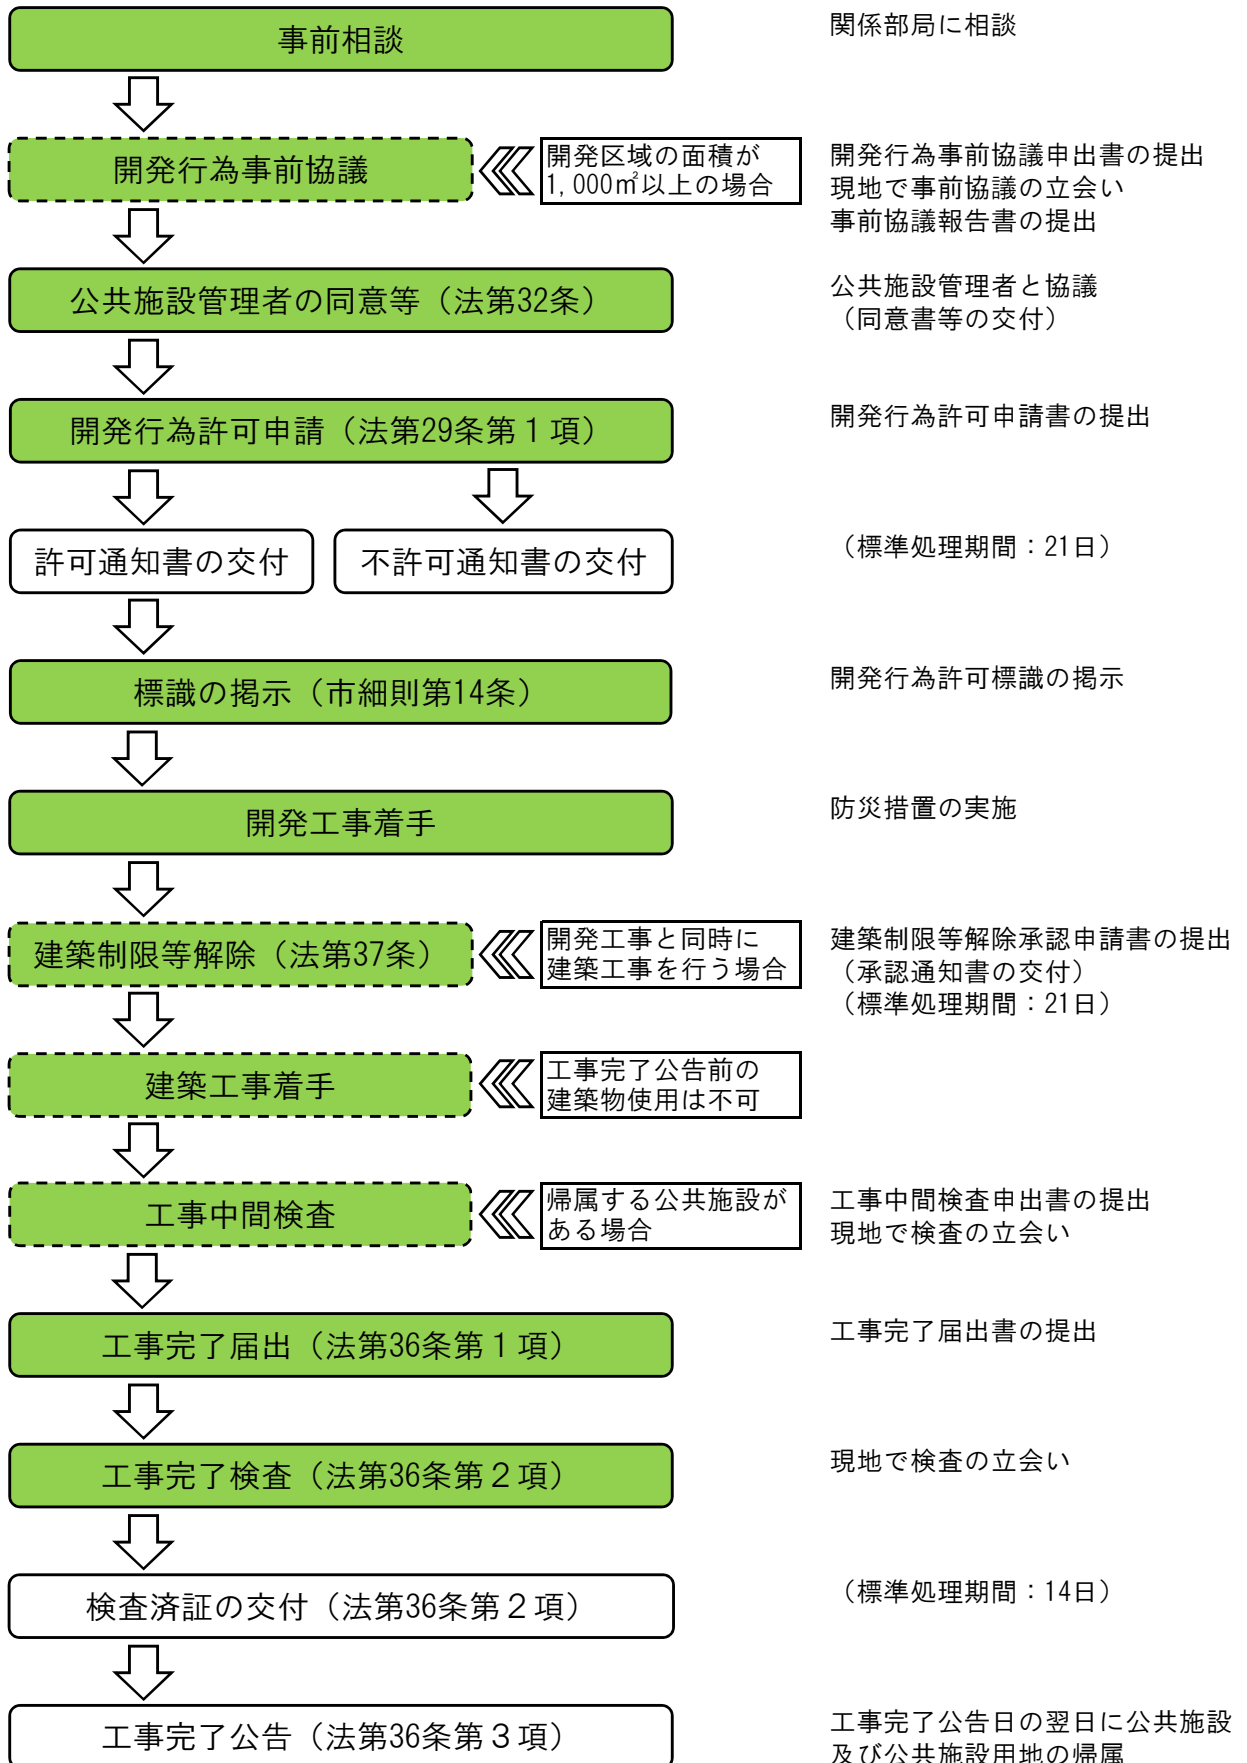 事前相談
関係部局に相談
開発行為事前協議
開発区域の面積が
1,000㎡以上の場合
開発行為事前協議申出書の提出
現地で事前協議の立会い
事前協議報告書の提出
公共施設管理者の同意等（法第32条）
公共施設管理者と協議
（同意書等の交付）
開発行為許可申請（法第29条第１項）
開発行為許可申請書の提出
許可通知書の交付
不許可通知書の交付
（標準処理期間：21日）
標識の掲示（市細則第14条）
開発行為許可標識の掲示
開発工事着手
防災措置の実施
建築制限等解除（法第37条）
開発工事と同時に
建築工事を行う場合
建築制限等解除承認申請書の提出
（承認通知書の交付）
（標準処理期間：21日）
建築工事着手
工事完了公告前の
建築物使用は不可
工事中間検査
帰属する公共施設が
ある場合
工事中間検査申出書の提出
現地で検査の立会い
工事完了届出（法第36条第１項）
工事完了届出書の提出
工事完了検査（法第36条第２項）
現地で検査の立会い
検査済証の交付（法第36条第２項）
（標準処理期間：14日）
工事完了公告（法第36条第３項）
工事完了公告日の翌日に公共施設
及び公共施設用地の帰属